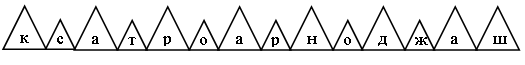 к с а т р о а р н о д ж а ш